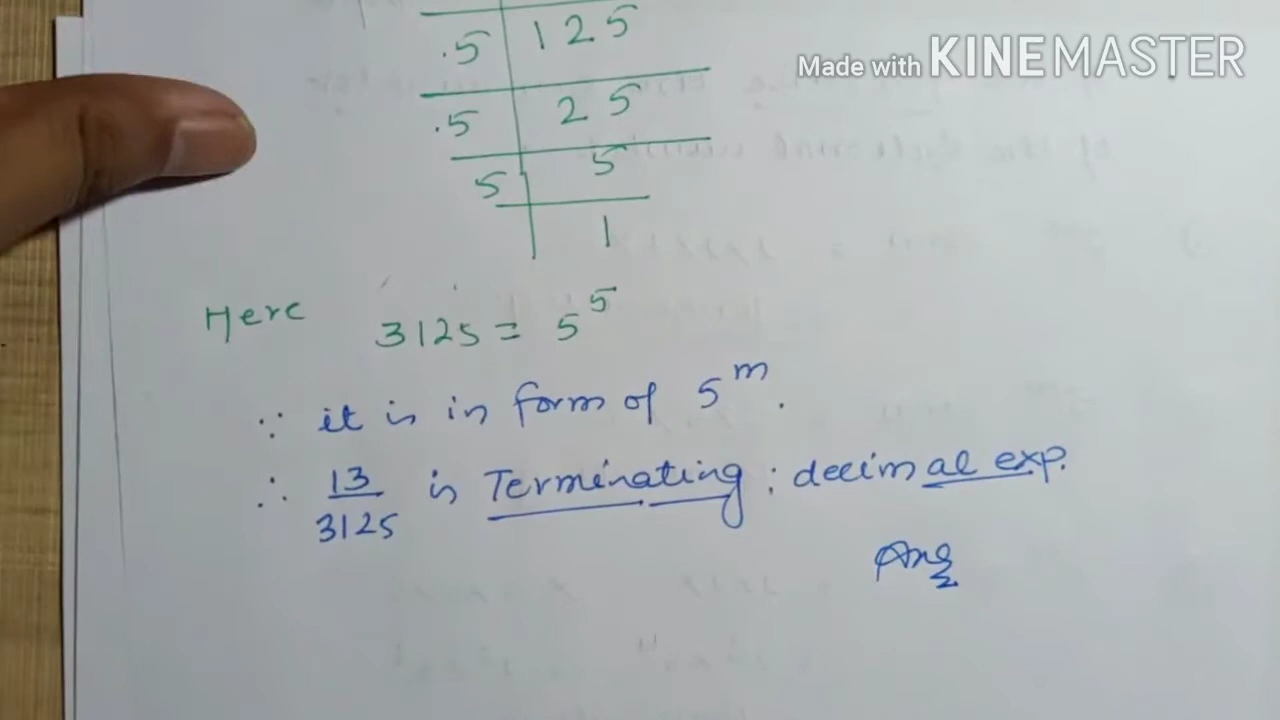 Made with KINEMASTER
.5 125
.5 25
5 5
1
Here 3125 = 5^5
∵ it is in form of 5^m.
∴ 13/3125 is Terminating : decimal exp.
Ans